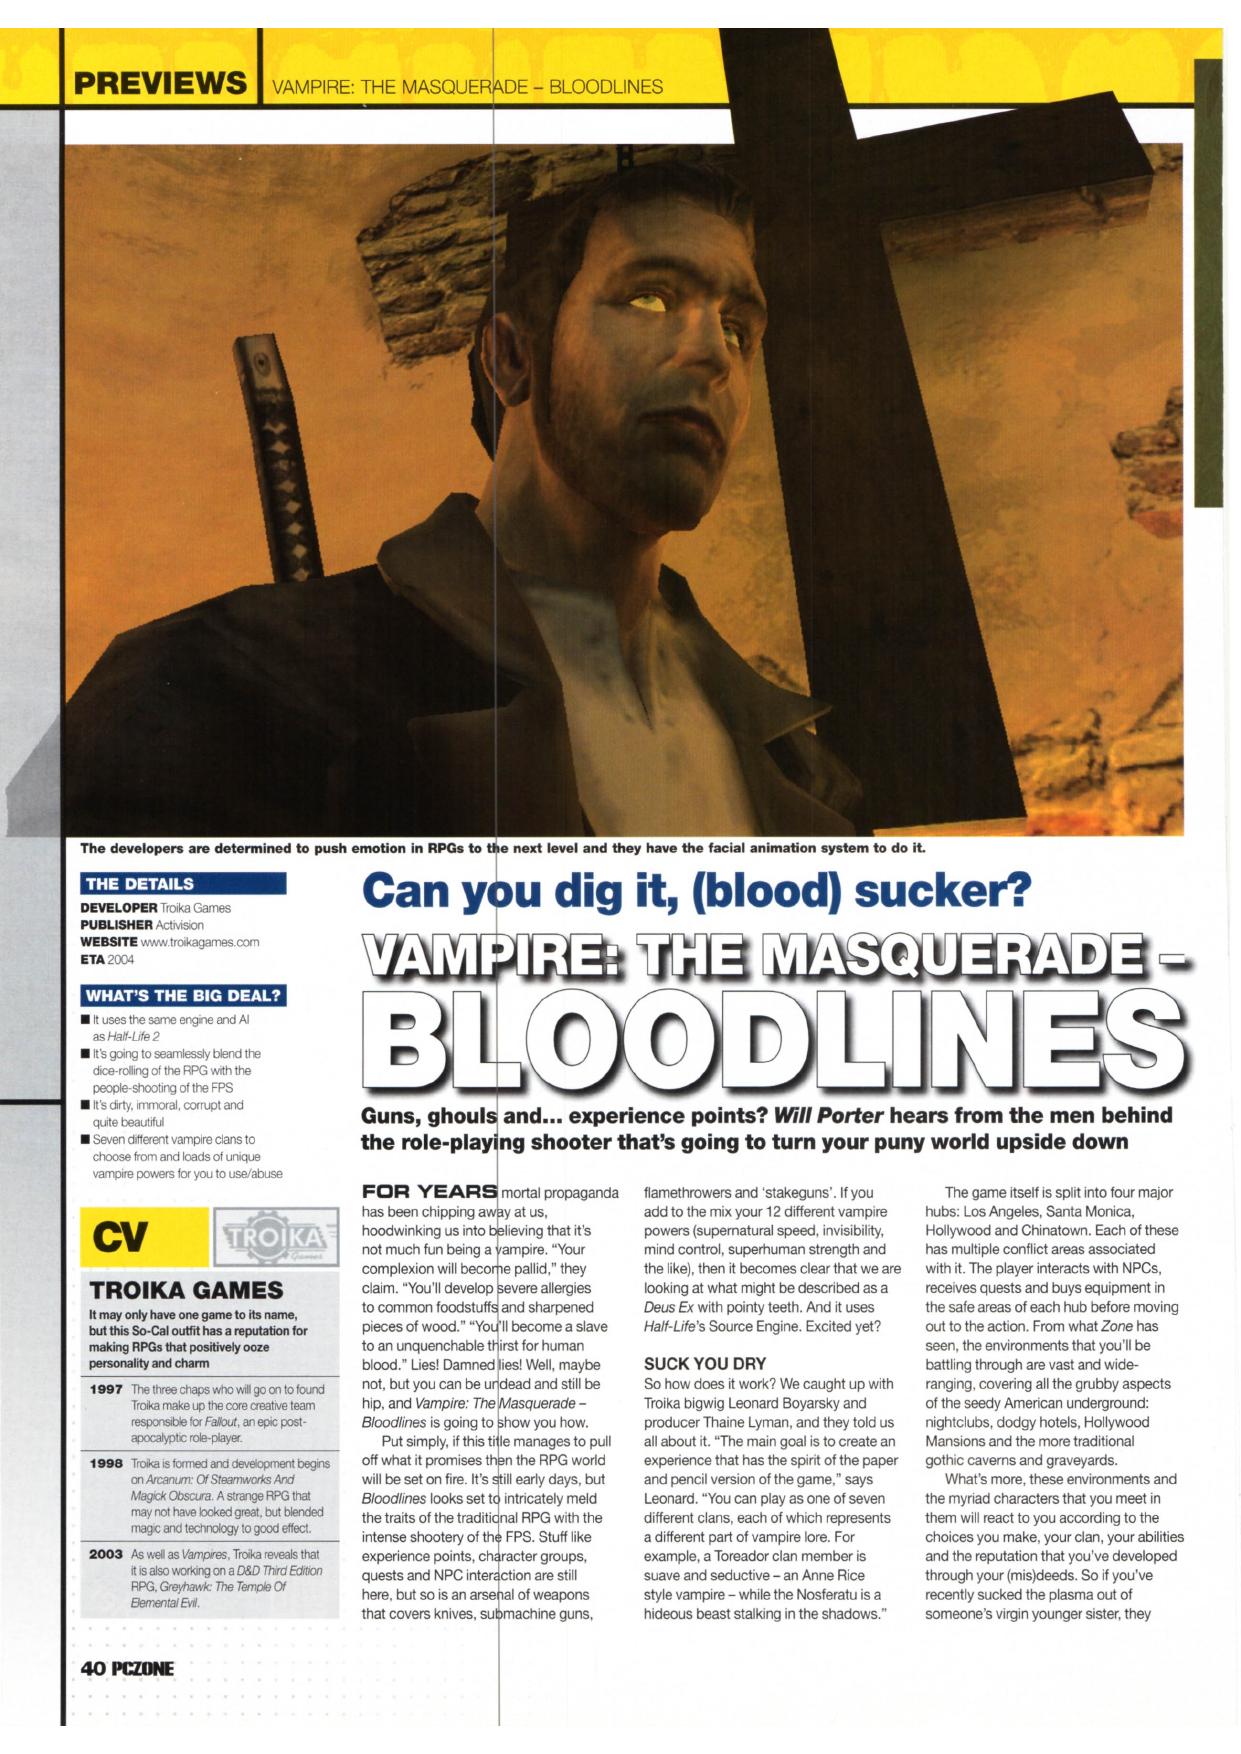 PREVIEWS
VAMPIRE: THE MASQUERADE – BLOODLINES
The developers are determined to push emotion in RPGs to the next level and they have the facial animation system to do it.
THE DETAILS
DEVELOPER Troika Games
PUBLISHER Activision
WEBSITE www.troikagames.com
ETA 2004
WHAT'S THE BIG DEAL?
■ It uses the same engine and AI
as Half-Life 2
■ It's going to seamlessly blend the
dice-rolling of the RPG with the
people-shooting of the FPS
■ It's dirty, immoral, corrupt and
quite beautiful
■ Seven different vampire clans to
choose from and loads of unique
vampire powers for you to use/abuse
CV
TROIKA
Games
TROIKA GAMES
It may only have one game to its name,
but this So-Cal outfit has a reputation for
making RPGs that positively ooze
personality and charm
1997 The three chaps who will go on to found
Troika make up the core creative team
responsible for Fallout, an epic post-
apocalyptic role-player.
1998 Troika is formed and development begins
on Arcanum: Of Steamworks And
Magick Obscura. A strange RPG that
may not have looked great, but blended
magic and technology to good effect.
2003 As well as Vampires, Troika reveals that
it is also working on a D&D Third Edition
RPG, Greyhawk: The Temple Of
Elemental Evil.
Can you dig it, (blood) sucker?
VAMPIRE: THE MASQUERADE –
BLOODLINES
Guns, ghouls and... experience points? Will Porter hears from the men behind
the role-playing shooter that's going to turn your puny world upside down
FOR YEARS mortal propaganda
has been chipping away at us,
hoodwinking us into believing that it's
not much fun being a vampire. “Your
complexion will become pallid,” they
claim. “You'll develop severe allergies
to common foodstuffs and sharpened
pieces of wood.” “You'll become a slave
to an unquenchable thirst for human
blood.” Lies! Damned lies! Well, maybe
not, but you can be undead and still be
hip, and Vampire: The Masquerade –
Bloodlines is going to show you how.
Put simply, if this title manages to pull
off what it promises then the RPG world
will be set on fire. It's still early days, but
Bloodlines looks set to intricately meld
the traits of the traditional RPG with the
intense shootery of the FPS. Stuff like
experience points, character groups,
quests and NPC interaction are still
here, but so is an arsenal of weapons
that covers knives, submachine guns,
flamethrowers and ‘stakeguns’. If you
add to the mix your 12 different vampire
powers (supernatural speed, invisibility,
mind control, superhuman strength and
the like), then it becomes clear that we are
looking at what might be described as a
Deus Ex with pointy teeth. And it uses
Half-Life's Source Engine. Excited yet?
SUCK YOU DRY
So how does it work? We caught up with
Troika bigwig Leonard Boyarsky and
producer Thaine Lyman, and they told us
all about it. “The main goal is to create an
experience that has the spirit of the paper
and pencil version of the game,” says
Leonard. “You can play as one of seven
different clans, each of which represents
a different part of vampire lore. For
example, a Toreador clan member is
suave and seductive – an Anne Rice
style vampire – while the Nosferatu is a
hideous beast stalking in the shadows.”
The game itself is split into four major
hubs: Los Angeles, Santa Monica,
Hollywood and Chinatown. Each of these
has multiple conflict areas associated
with it. The player interacts with NPCs,
receives quests and buys equipment in
the safe areas of each hub before moving
out to the action. From what Zone has
seen, the environments that you'll be
battling through are vast and wide-
ranging, covering all the grubby aspects
of the seedy American underground:
nightclubs, dodgy hotels, Hollywood
Mansions and the more traditional
gothic caverns and graveyards.
What's more, these environments and
the myriad characters that you meet in
them will react to you according to the
choices you make, your clan, your abilities
and the reputation that you've developed
through your (mis)deeds. So if you've
recently sucked the plasma out of
someone's virgin younger sister, they
40 PCZONE